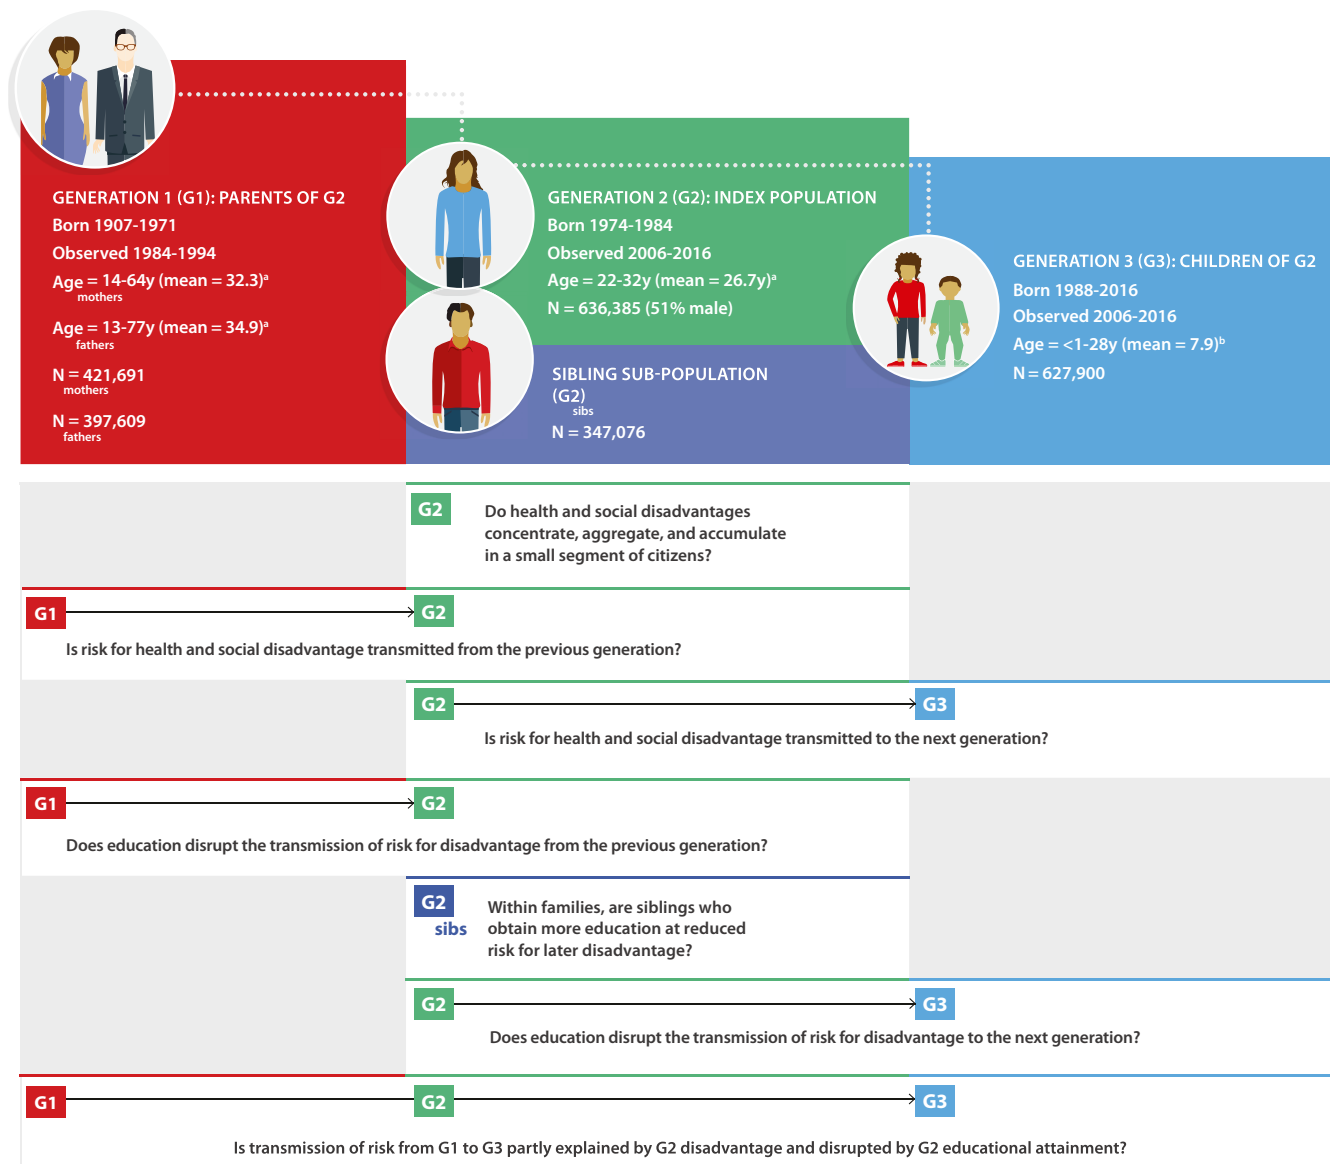 GENERATION 1 (G1): PARENTS OF G2
Born 1907-1971
Observed 1984-1994
Age = 14-64y (mean = 32.3)a
mothers
Age = 13-77y (mean = 34.9)a
fathers
N = 421,691
mothers
N = 397,609
fathers
GENERATION 2 (G2): INDEX POPULATION
Born 1974-1984
Observed 2006-2016
Age = 22-32y (mean = 26.7y)a
N = 636,385 (51% male)
SIBLING SUB-POPULATION
(G2)
sibs
N = 347,076
GENERATION 3 (G3): CHILDREN OF G2
Born 1988-2016
Observed 2006-2016
Age = <1-28y (mean = 7.9)b
N = 627,900
G2
Do health and social disadvantages
concentrate, aggregate, and accumulate
in a small segment of citizens?
G1 G2
Is risk for health and social disadvantage transmitted from the previous generation?
G2 G3
Is risk for health and social disadvantage transmitted to the next generation?
G1 G2
Does education disrupt the transmission of risk for disadvantage from the previous generation?
G2
sibs
Within families, are siblings who
obtain more education at reduced
risk for later disadvantage?
G2 G3
Does education disrupt the transmission of risk for disadvantage to the next generation?
G1 G2 G3
Is transmission of risk from G1 to G3 partly explained by G2 disadvantage and disrupted by G2 educational attainment?